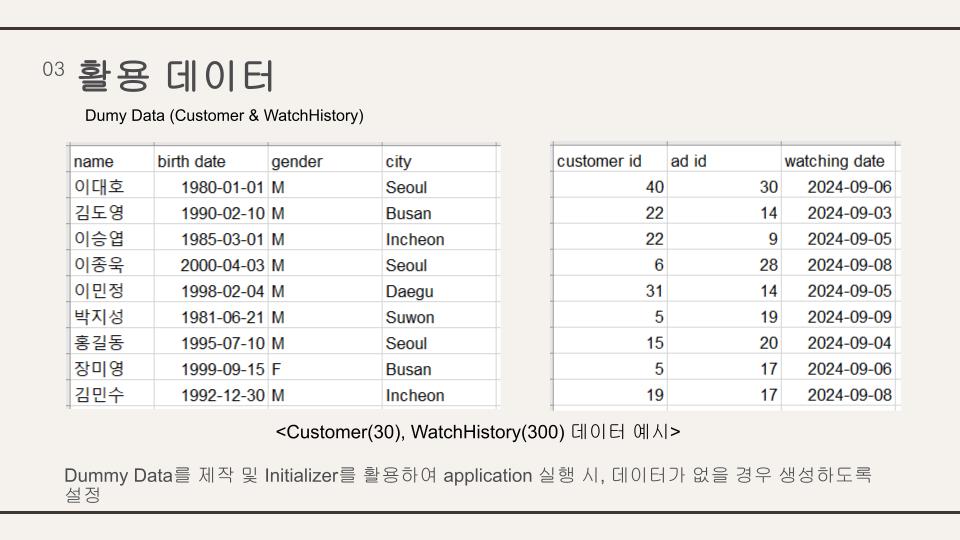 03 활용 데이터
Dumy Data (Customer & WatchHistory)
name birth date gender city
이대호 1980-01-01 M Seoul
김도영 1990-02-10 M Busan
이승엽 1985-03-01 M Incheon
이종욱 2000-04-03 M Seoul
이민정 1998-02-04 M Daegu
박지성 1981-06-21 M Suwon
홍길동 1995-07-10 M Seoul
장미영 1999-09-15 F Busan
김민수 1992-12-30 M Incheon
customer id ad id watching date
40 30 2024-09-06
22 14 2024-09-03
22 9 2024-09-05
6 28 2024-09-08
31 14 2024-09-05
5 19 2024-09-09
15 20 2024-09-04
5 17 2024-09-06
19 17 2024-09-08
<Customer(30), WatchHistory(300) 데이터 예시>
Dummy Data를 제작 및 Initializer를 활용하여 application 실행 시, 데이터가 없을 경우 생성하도록
설정